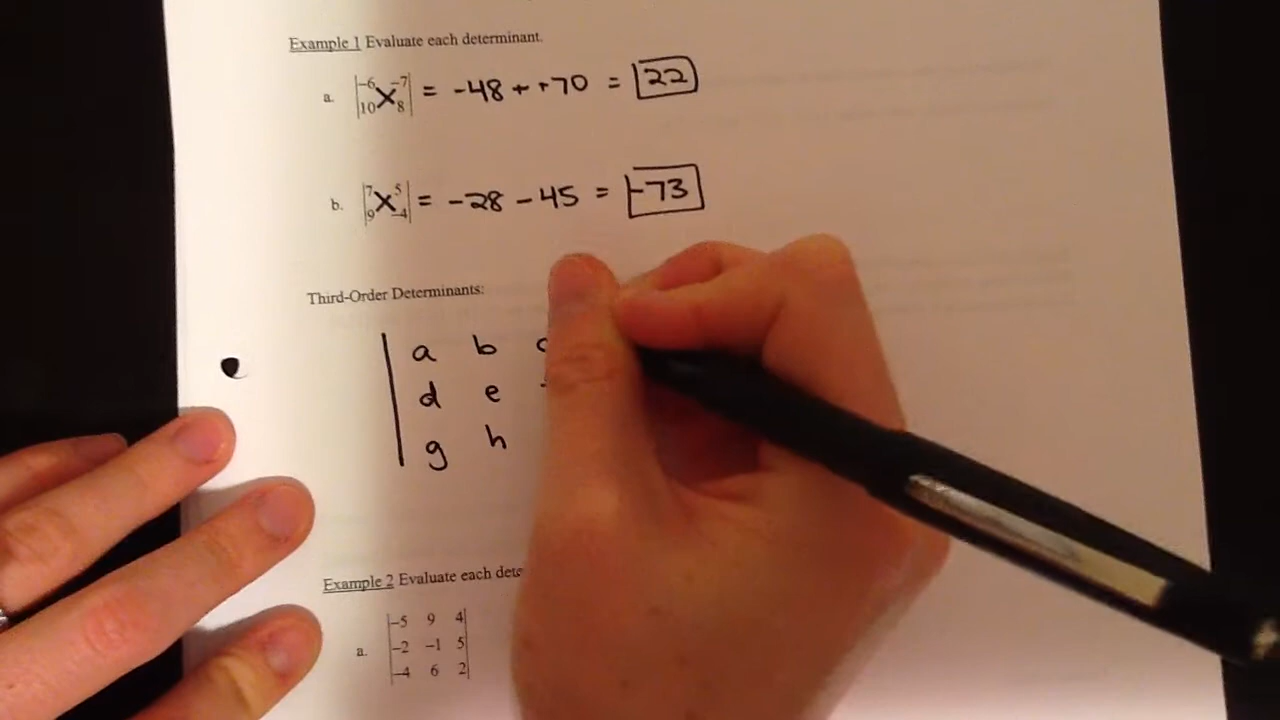 Example 1 Evaluate each determinant.
a. |-6 -7| = -48 + +70 = 22
|10 8|
b. |7 5| = -28 - 45 = -73
|9 -4|
Third-Order Determinants:
| a b c
d e
g h
Example 2 Evaluate each dete
a. |-5 9 4|
|-2 -1 5|
|-4 6 2|